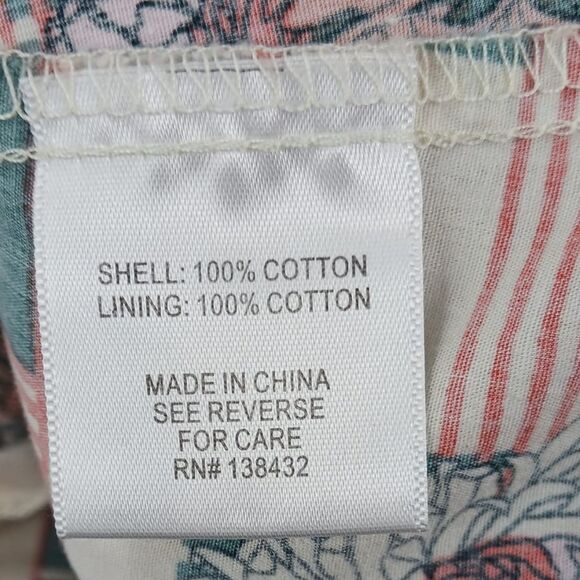 SHELL: 100% COTTON
LINING: 100% COTTON
MADE IN CHINA
SEE REVERSE
FOR CARE
RN# 138432